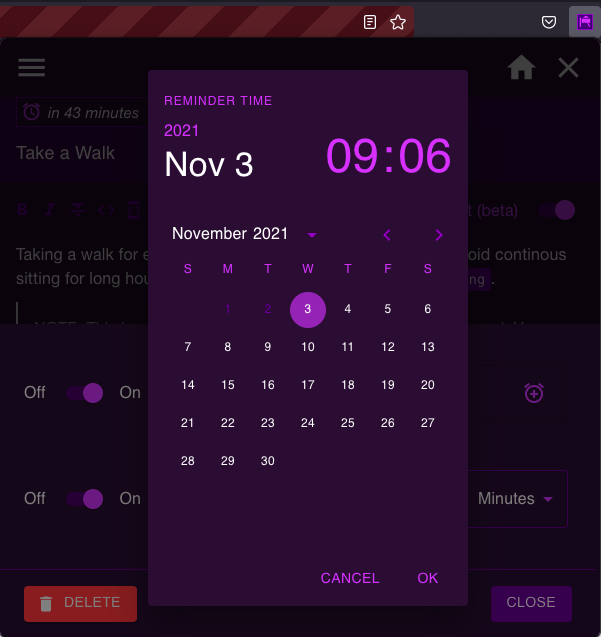 in 43 minutes
Take a Walk
B I S <>
t (beta)
Taking a walk for e
oid continous
sitting for long hou
ng .
Off On
Off On
Minutes
DELETE
CLOSE
REMINDER TIME
2021
Nov 3
09:06
November 2021
S M T W T F S
1 2 3 4 5 6
7 8 9 10 11 12 13
14 15 16 17 18 19 20
21 22 23 24 25 26 27
28 29 30
CANCEL OK